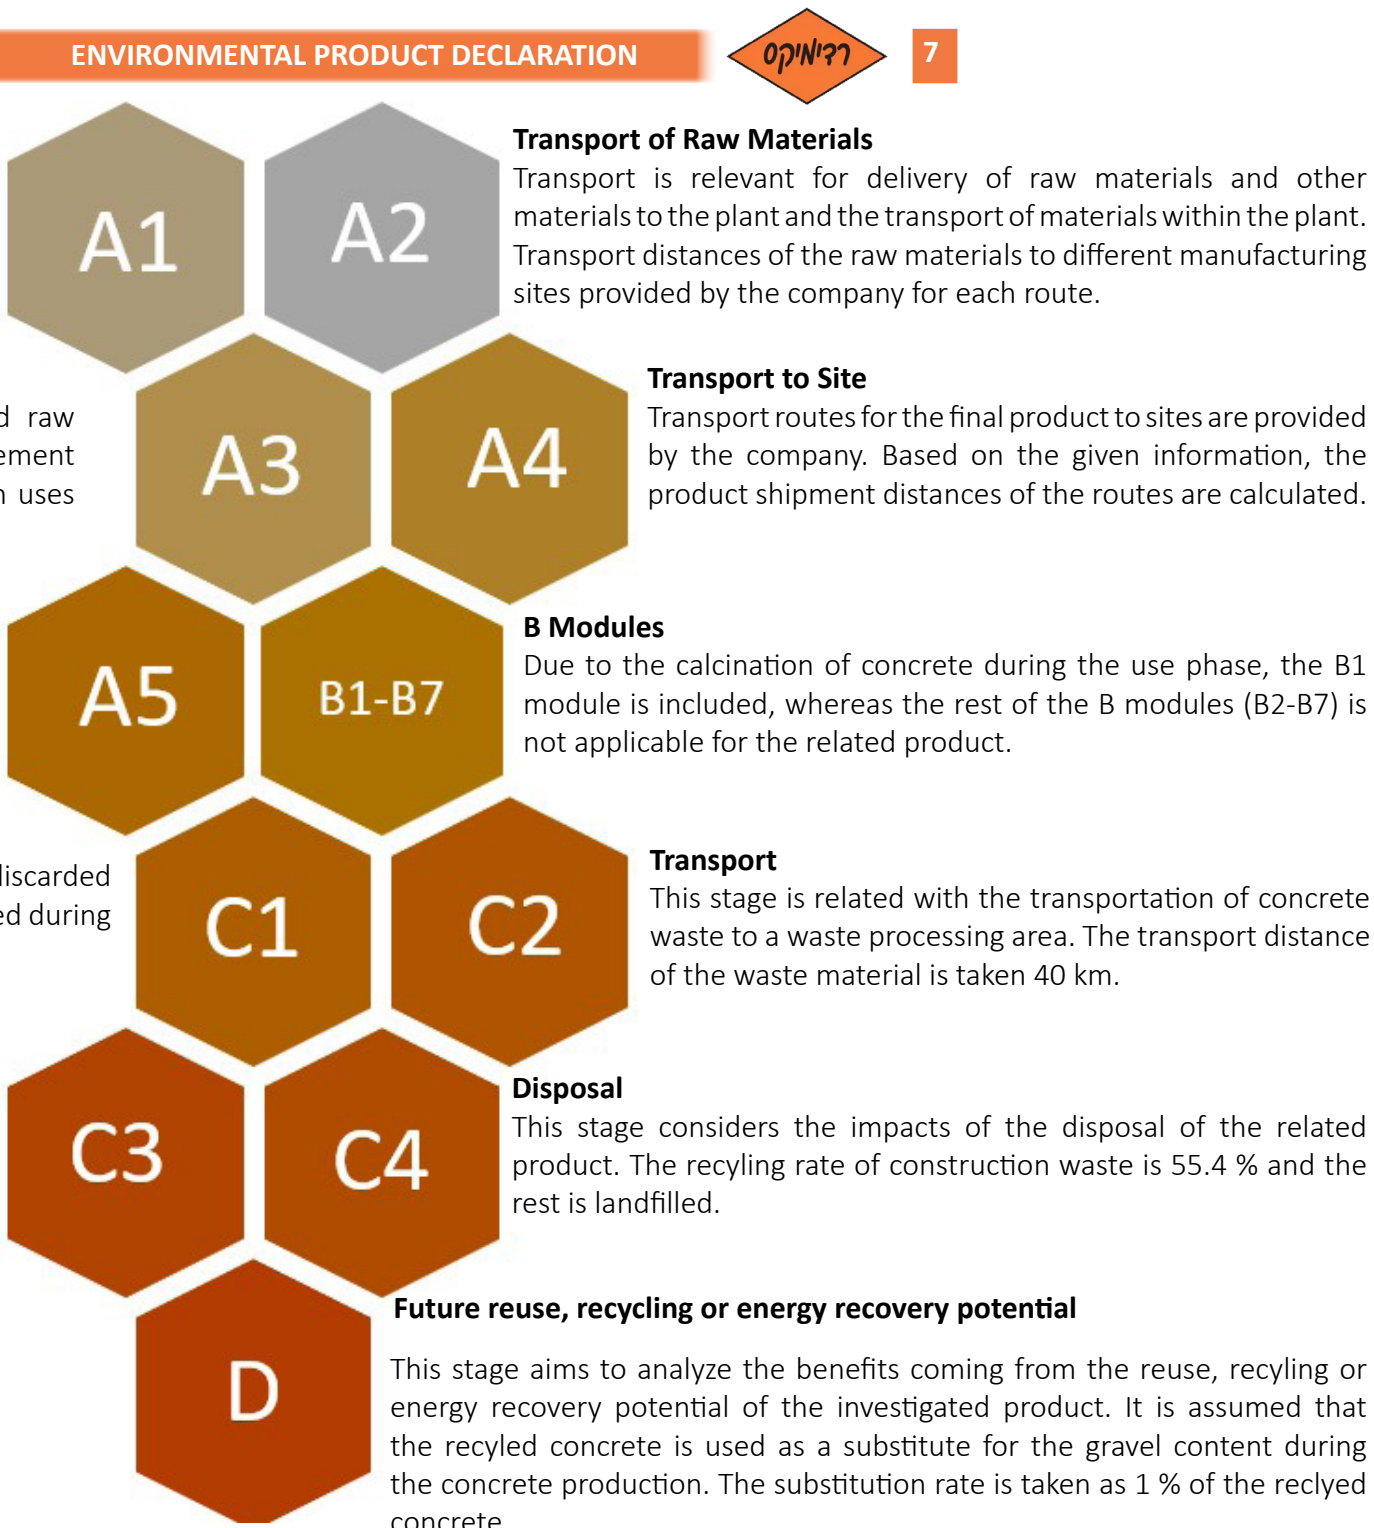 ENVIRONMENTAL PRODUCT DECLARATION
רדימיקס
7
A1
A2
Transport of Raw Materials
Transport is relevant for delivery of raw materials and other
materials to the plant and the transport of materials within the plant.
Transport distances of the raw materials to different manufacturing
sites provided by the company for each route.
raw
uses
A3
A4
Transport to Site
Transport routes for the final product to sites are provided
by the company. Based on the given information, the
product shipment distances of the routes are calculated.
A5
B1-B7
B Modules
Due to the calcination of concrete during the use phase, the B1
module is included, whereas the rest of the B modules (B2-B7) is
not applicable for the related product.
during
C1
C2
Transport
This stage is related with the transportation of concrete
waste to a waste processing area. The transport distance
of the waste material is taken 40 km.
C3
C4
Disposal
This stage considers the impacts of the disposal of the related
product. The recyling rate of construction waste is 55.4 % and the
rest is landfilled.
D
Future reuse, recycling or energy recovery potential
This stage aims to analyze the benefits coming from the reuse, recyling or
energy recovery potential of the investigated product. It is assumed that
the recyled concrete is used as a substitute for the gravel content during
the concrete production. The substitution rate is taken as 1 % of the reclyed
concrete